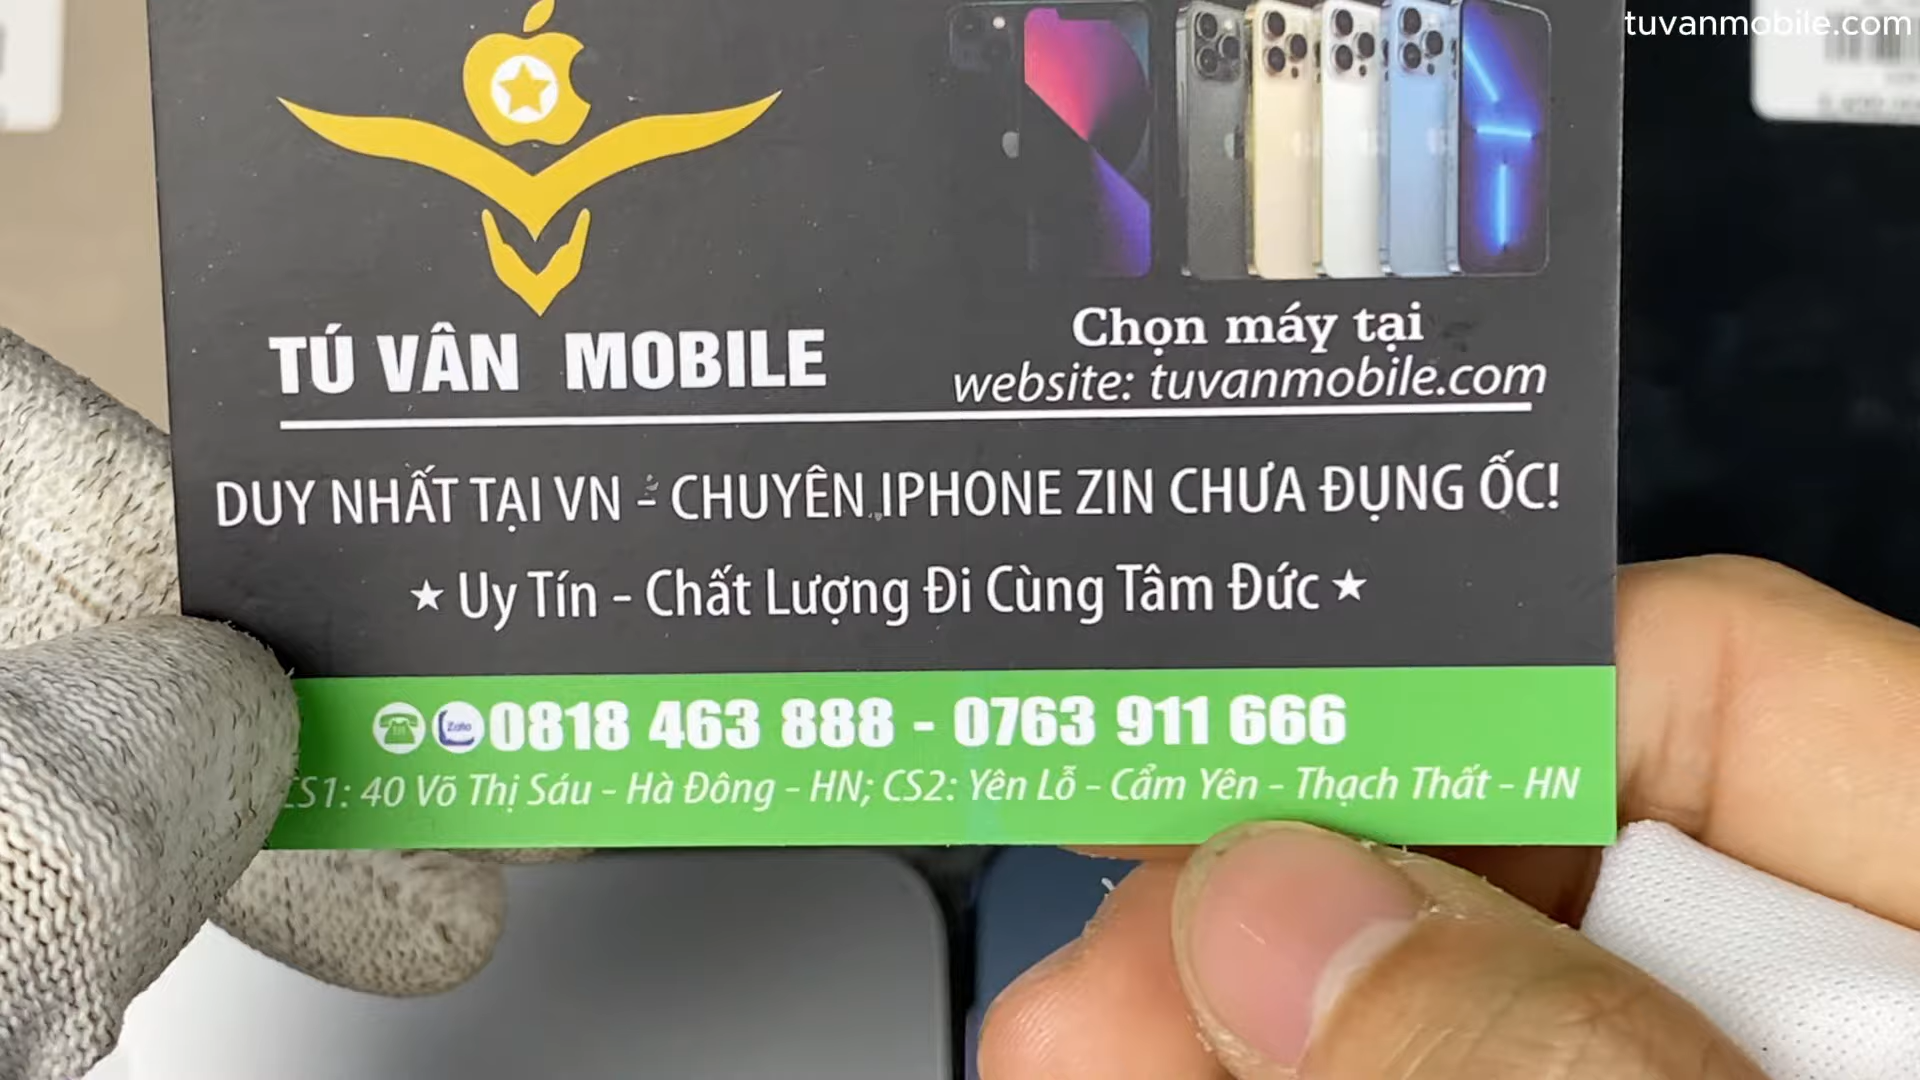 tuvanmobile.com
TÚ VÂN MOBILE
Chọn máy tại
website: tuvanmobile.com
DUY NHẤT TẠI VN - CHUYÊN IPHONE ZIN CHƯA ĐỤNG ỐC!
★ Uy Tín - Chất Lượng Đi Cùng Tâm Đức ★
Zalo 0818 463 888 - 0763 911 666
CS1: 40 Võ Thị Sáu - Hà Đông - HN; CS2: Yên Lỗ - Cẩm Yên - Thạch Thất - HN